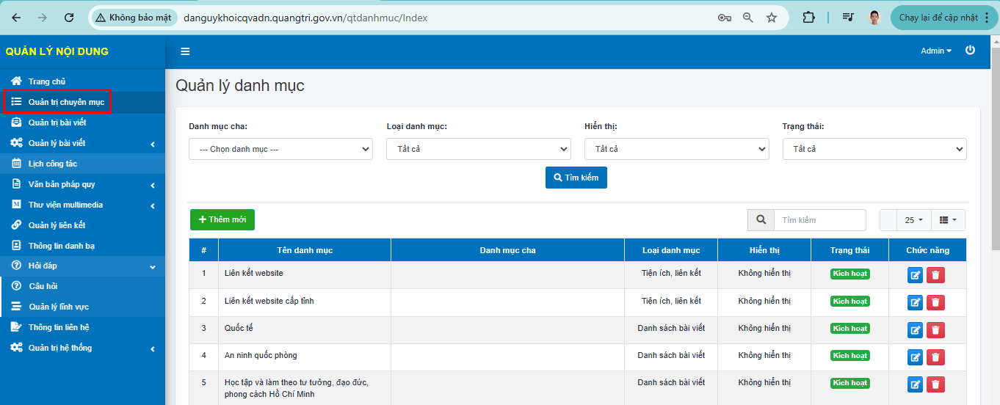 Không bảo mật
danguykhoicqvadn.quangtri.gov.vn/qtdanhmuc/Index
Chạy lại để cập nhật
QUẢN LÝ NỘI DUNG
Admin
Trang chủ
Quản trị chuyên mục
Quản trị bài viết
Quản lý bài viết
Lịch công tác
Văn bản pháp quy
Thư viện multimedia
Quản lý liên kết
Thông tin danh bạ
Hỏi đáp
Câu hỏi
Quản lý lĩnh vực
Thông tin liên hệ
Quản trị hệ thống
Quản lý danh mục
Danh mục cha: Loại danh mục: Hiển thị: Trạng thái:
--- Chọn danh mục --- Tất cả Tất cả Tất cả
Tìm kiếm
Thêm mới Tìm kiếm 25
# Tên danh mục Danh mục cha Loại danh mục Hiển thị Trạng thái Chức năng
1 Liên kết website Tiện ích, liên kết Không hiển thị Kích hoạt
2 Liên kết website cấp tỉnh Tiện ích, liên kết Không hiển thị Kích hoạt
3 Quốc tế Danh sách bài viết Không hiển thị Kích hoạt
4 An ninh quốc phòng Danh sách bài viết Không hiển thị Kích hoạt
5 Học tập và làm theo tư tưởng, đạo đức, Danh sách bài viết Không hiển thị Kích hoạt
phong cách Hồ Chí Minh